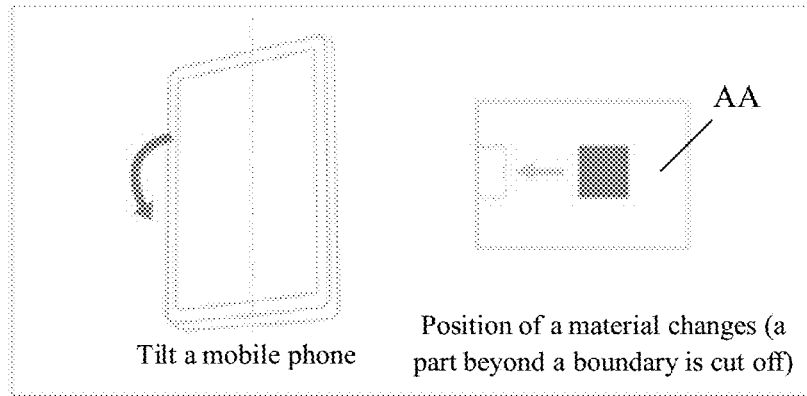 AA
Tilt a mobile phone
Position of a material changes (a
part beyond a boundary is cut off)